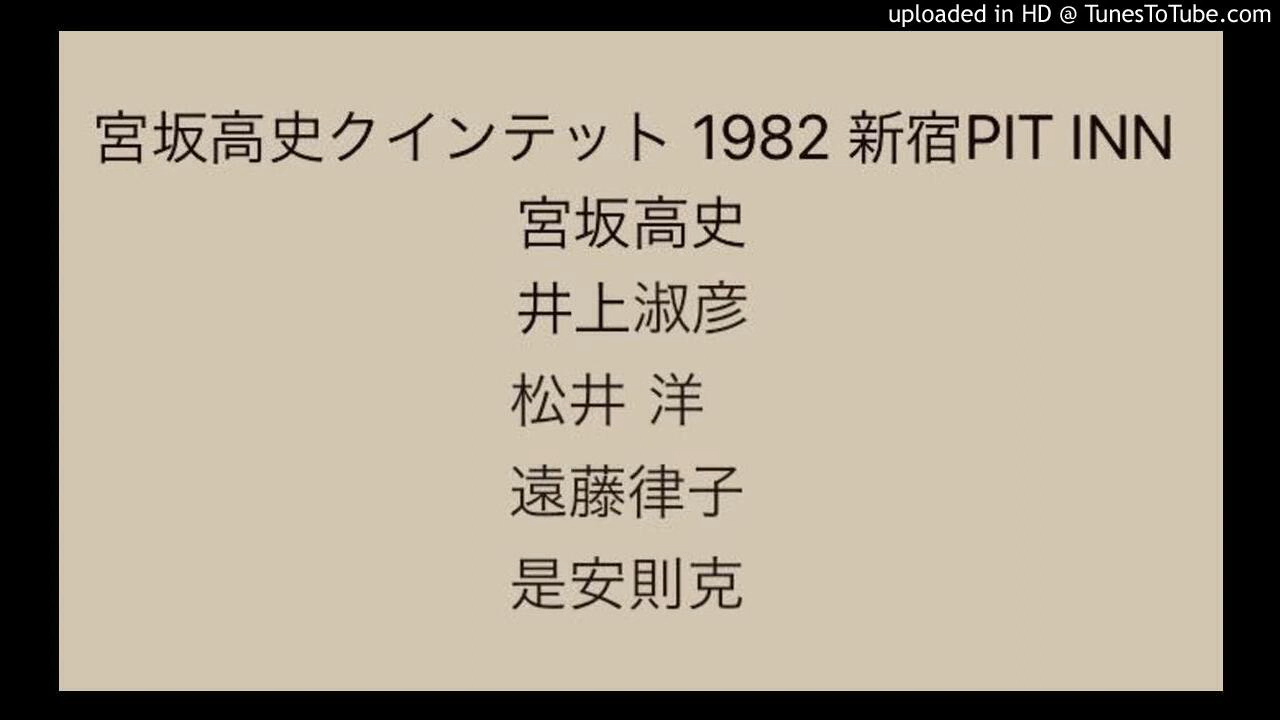 uploaded in HD @ TunesToTube.com
宮坂高史クインテット 1982 新宿PIT INN
宮坂高史
井上淑彦
松井 洋
遠藤律子
是安則克